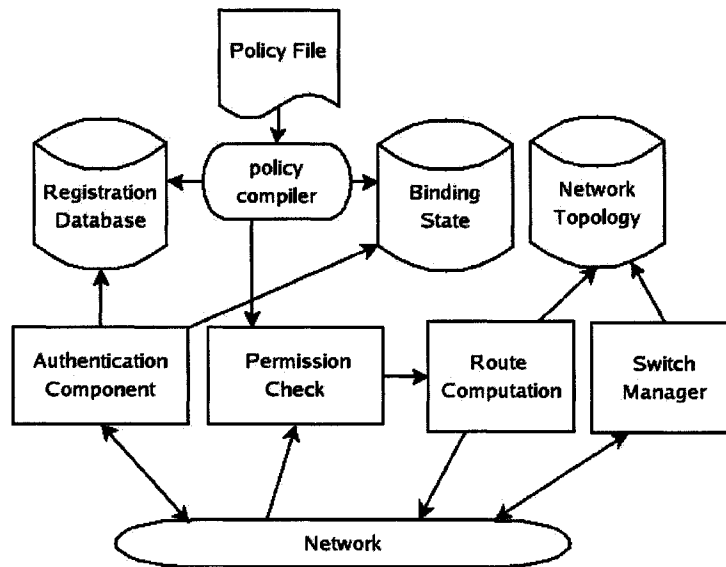 Policy File
policy
compiler
Registration
Database
Binding
State
Network
Topology
Authentication
Component
Permission
Check
Route
Computation
Switch
Manager
Network